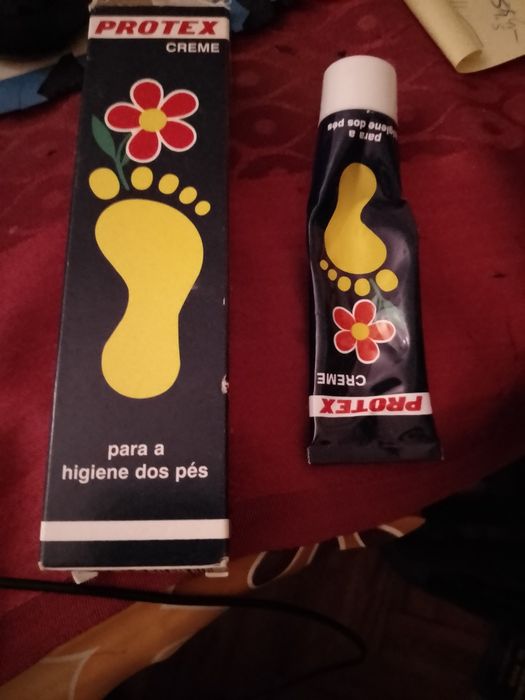 PROTEX
CREME
para a
higiene dos pés
para a
higiene dos pés
CREME
PROTEX